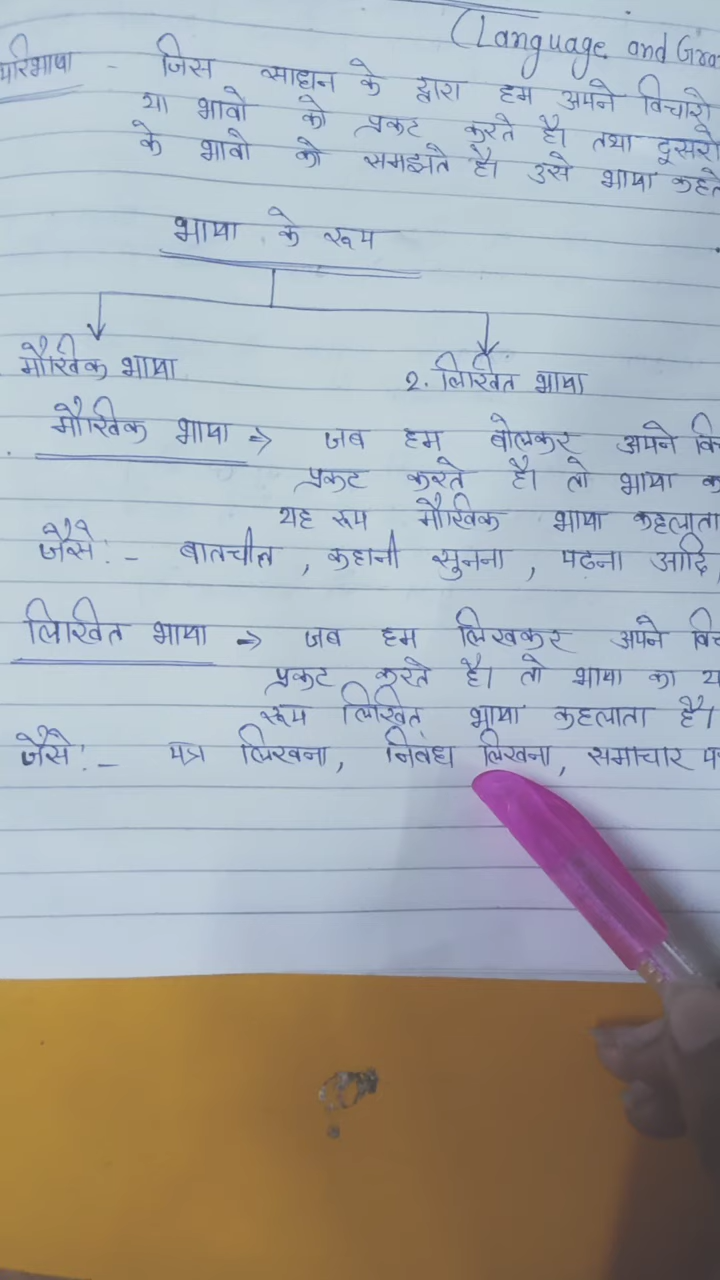 (Language and Gra
परिभाषा - जिस साधन के द्वारा हम अपने विचारो
या भावो को प्रकट करते है। तथा दूसरो
के भावो को समझते है। उसे भाषा कहते
भाषा के रूप
मौखिक भाषा 2. लिखित भाषा
मौखिक भाषा ⇒ जब हम बोलकर अपने वि
प्रकट करते है। तो भाषा क
यह रूप मौखिक भाषा कहलाता
जैसे:- बातचीत, कहानी सुनना, पढना आदि,
लिखित भाषा ⇒ जब हम लिखकर अपने वि
प्रकट करते है। तो भाषा का य
रूप लिखित भाषा कहलाता है।
जैसे:- पत्र लिखना, निबंध लिखना, समाचार प